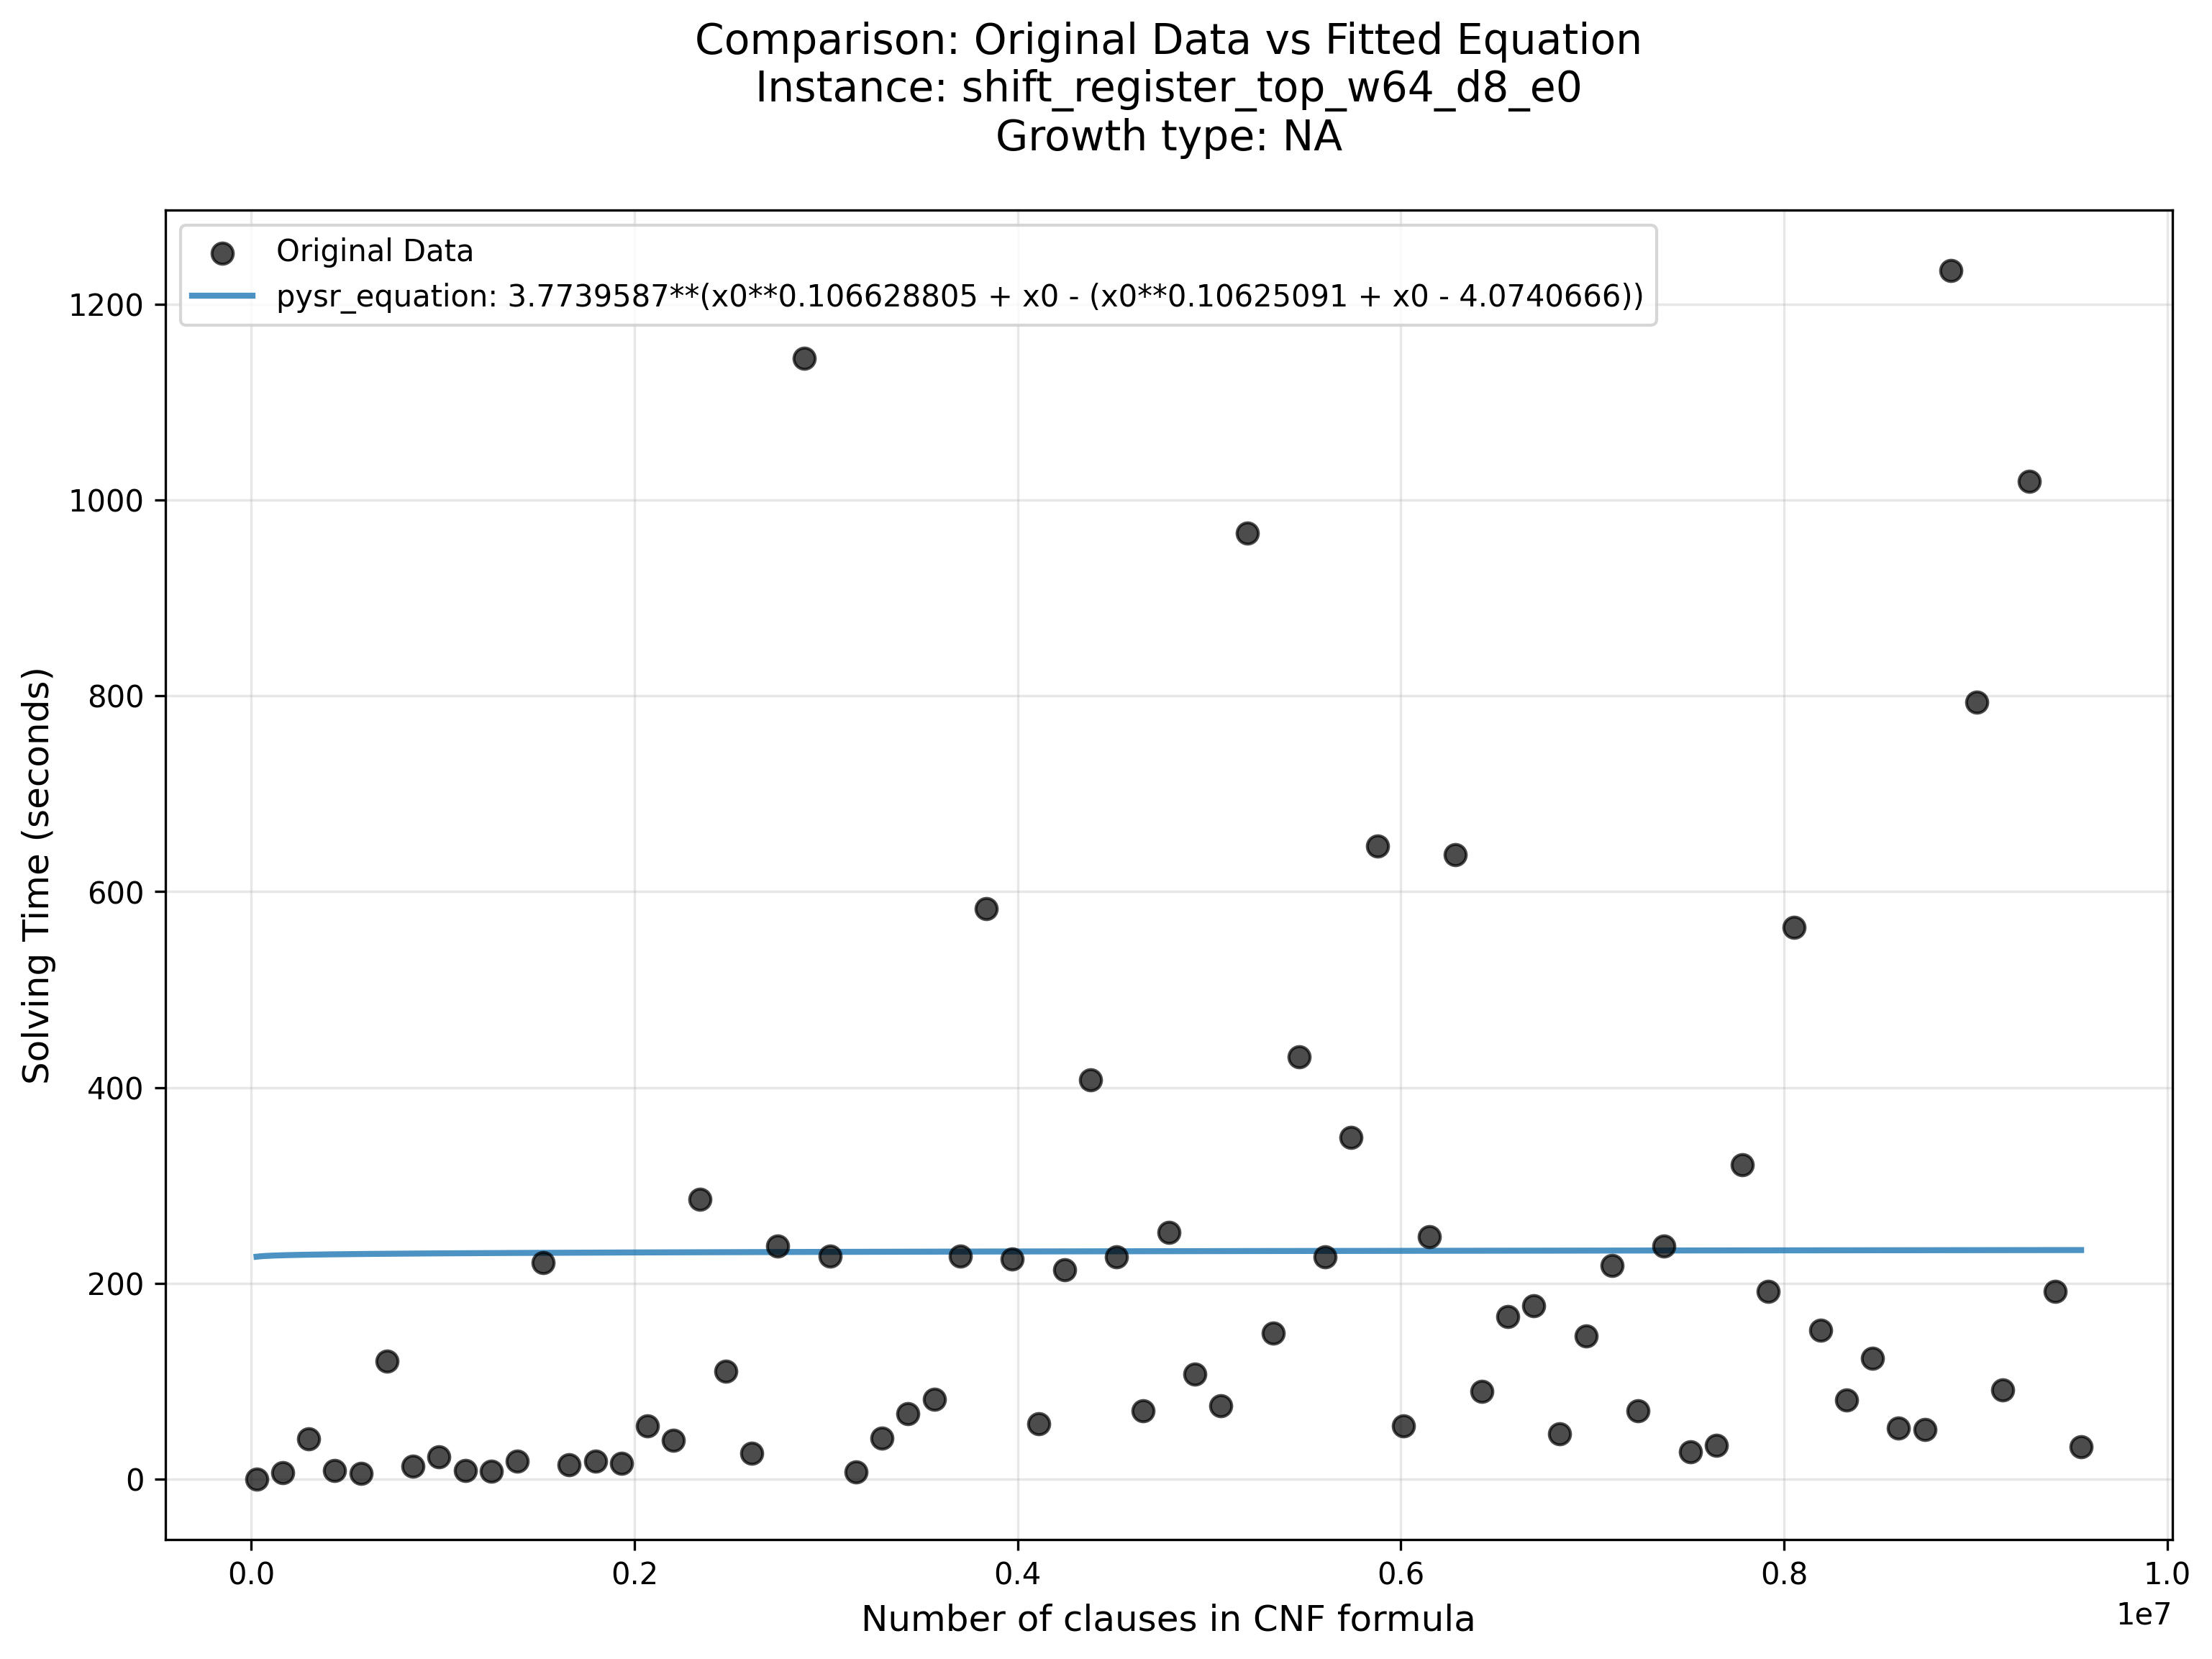 Comparison: Original Data vs Fitted Equation
Instance: shift_register_top_w64_d8_e0
Growth type: NA
Original Data
pysr_equation: 3.7739587**(x0**0.106628805 + x0 - (x0**0.10625091 + x0 - 4.0740666))
1200
1000
800
600
400
200
0
Solving Time (seconds)
0.0 0.2 0.4 0.6 0.8 1.0
1e7
Number of clauses in CNF formula